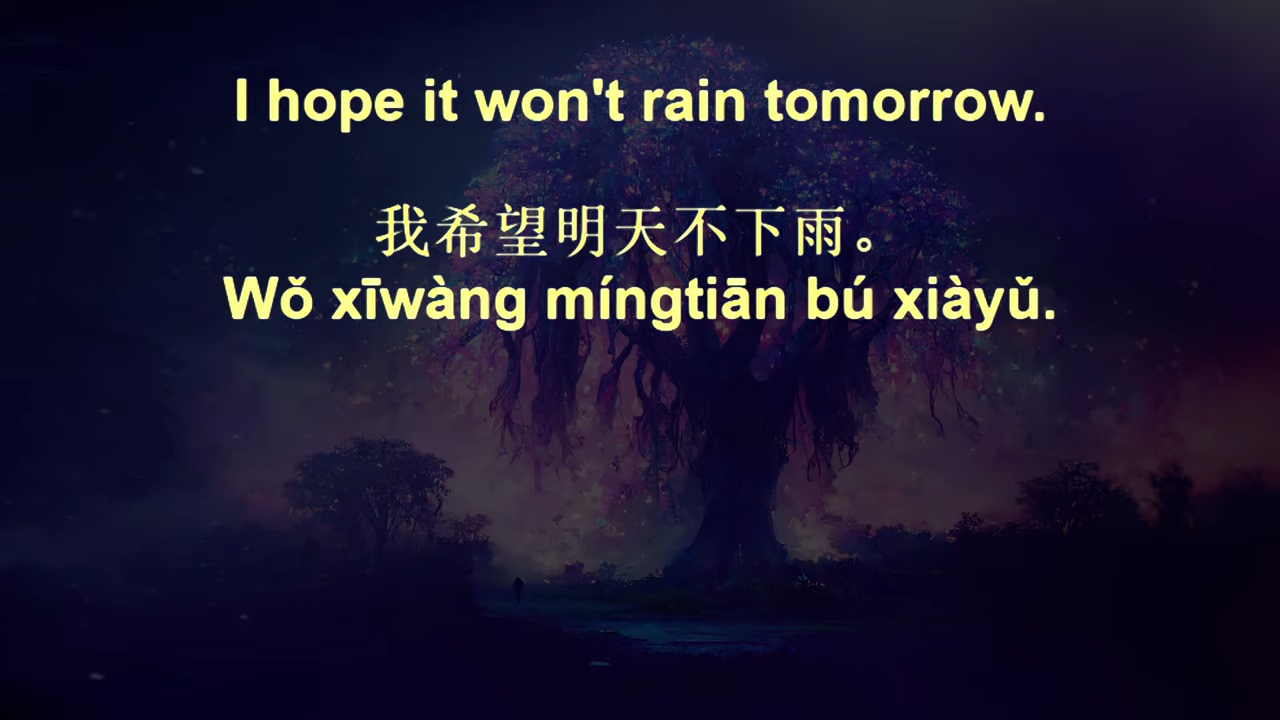 I hope it won't rain tomorrow.
我希望明天不下雨。
Wǒ xīwàng míngtiān bú xiàyǔ.